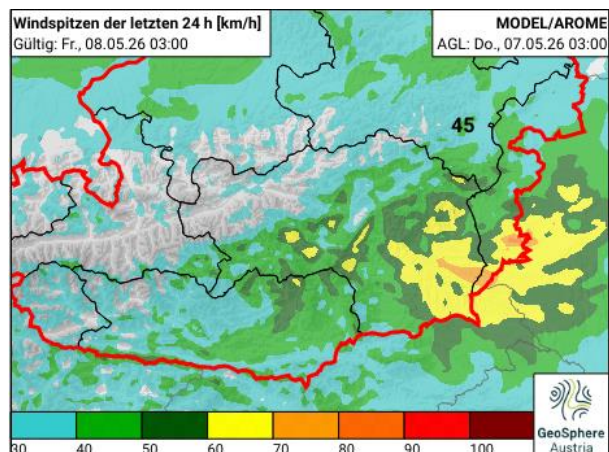 Windspitzen der letzten 24 h [km/h]
Gültig: Fr., 08.05.26 03:00
MODEL/AROME
AGL: Do., 07.05.26 03:00
45
30 40 50 60 70 80 90 100
GeoSphere
Austria